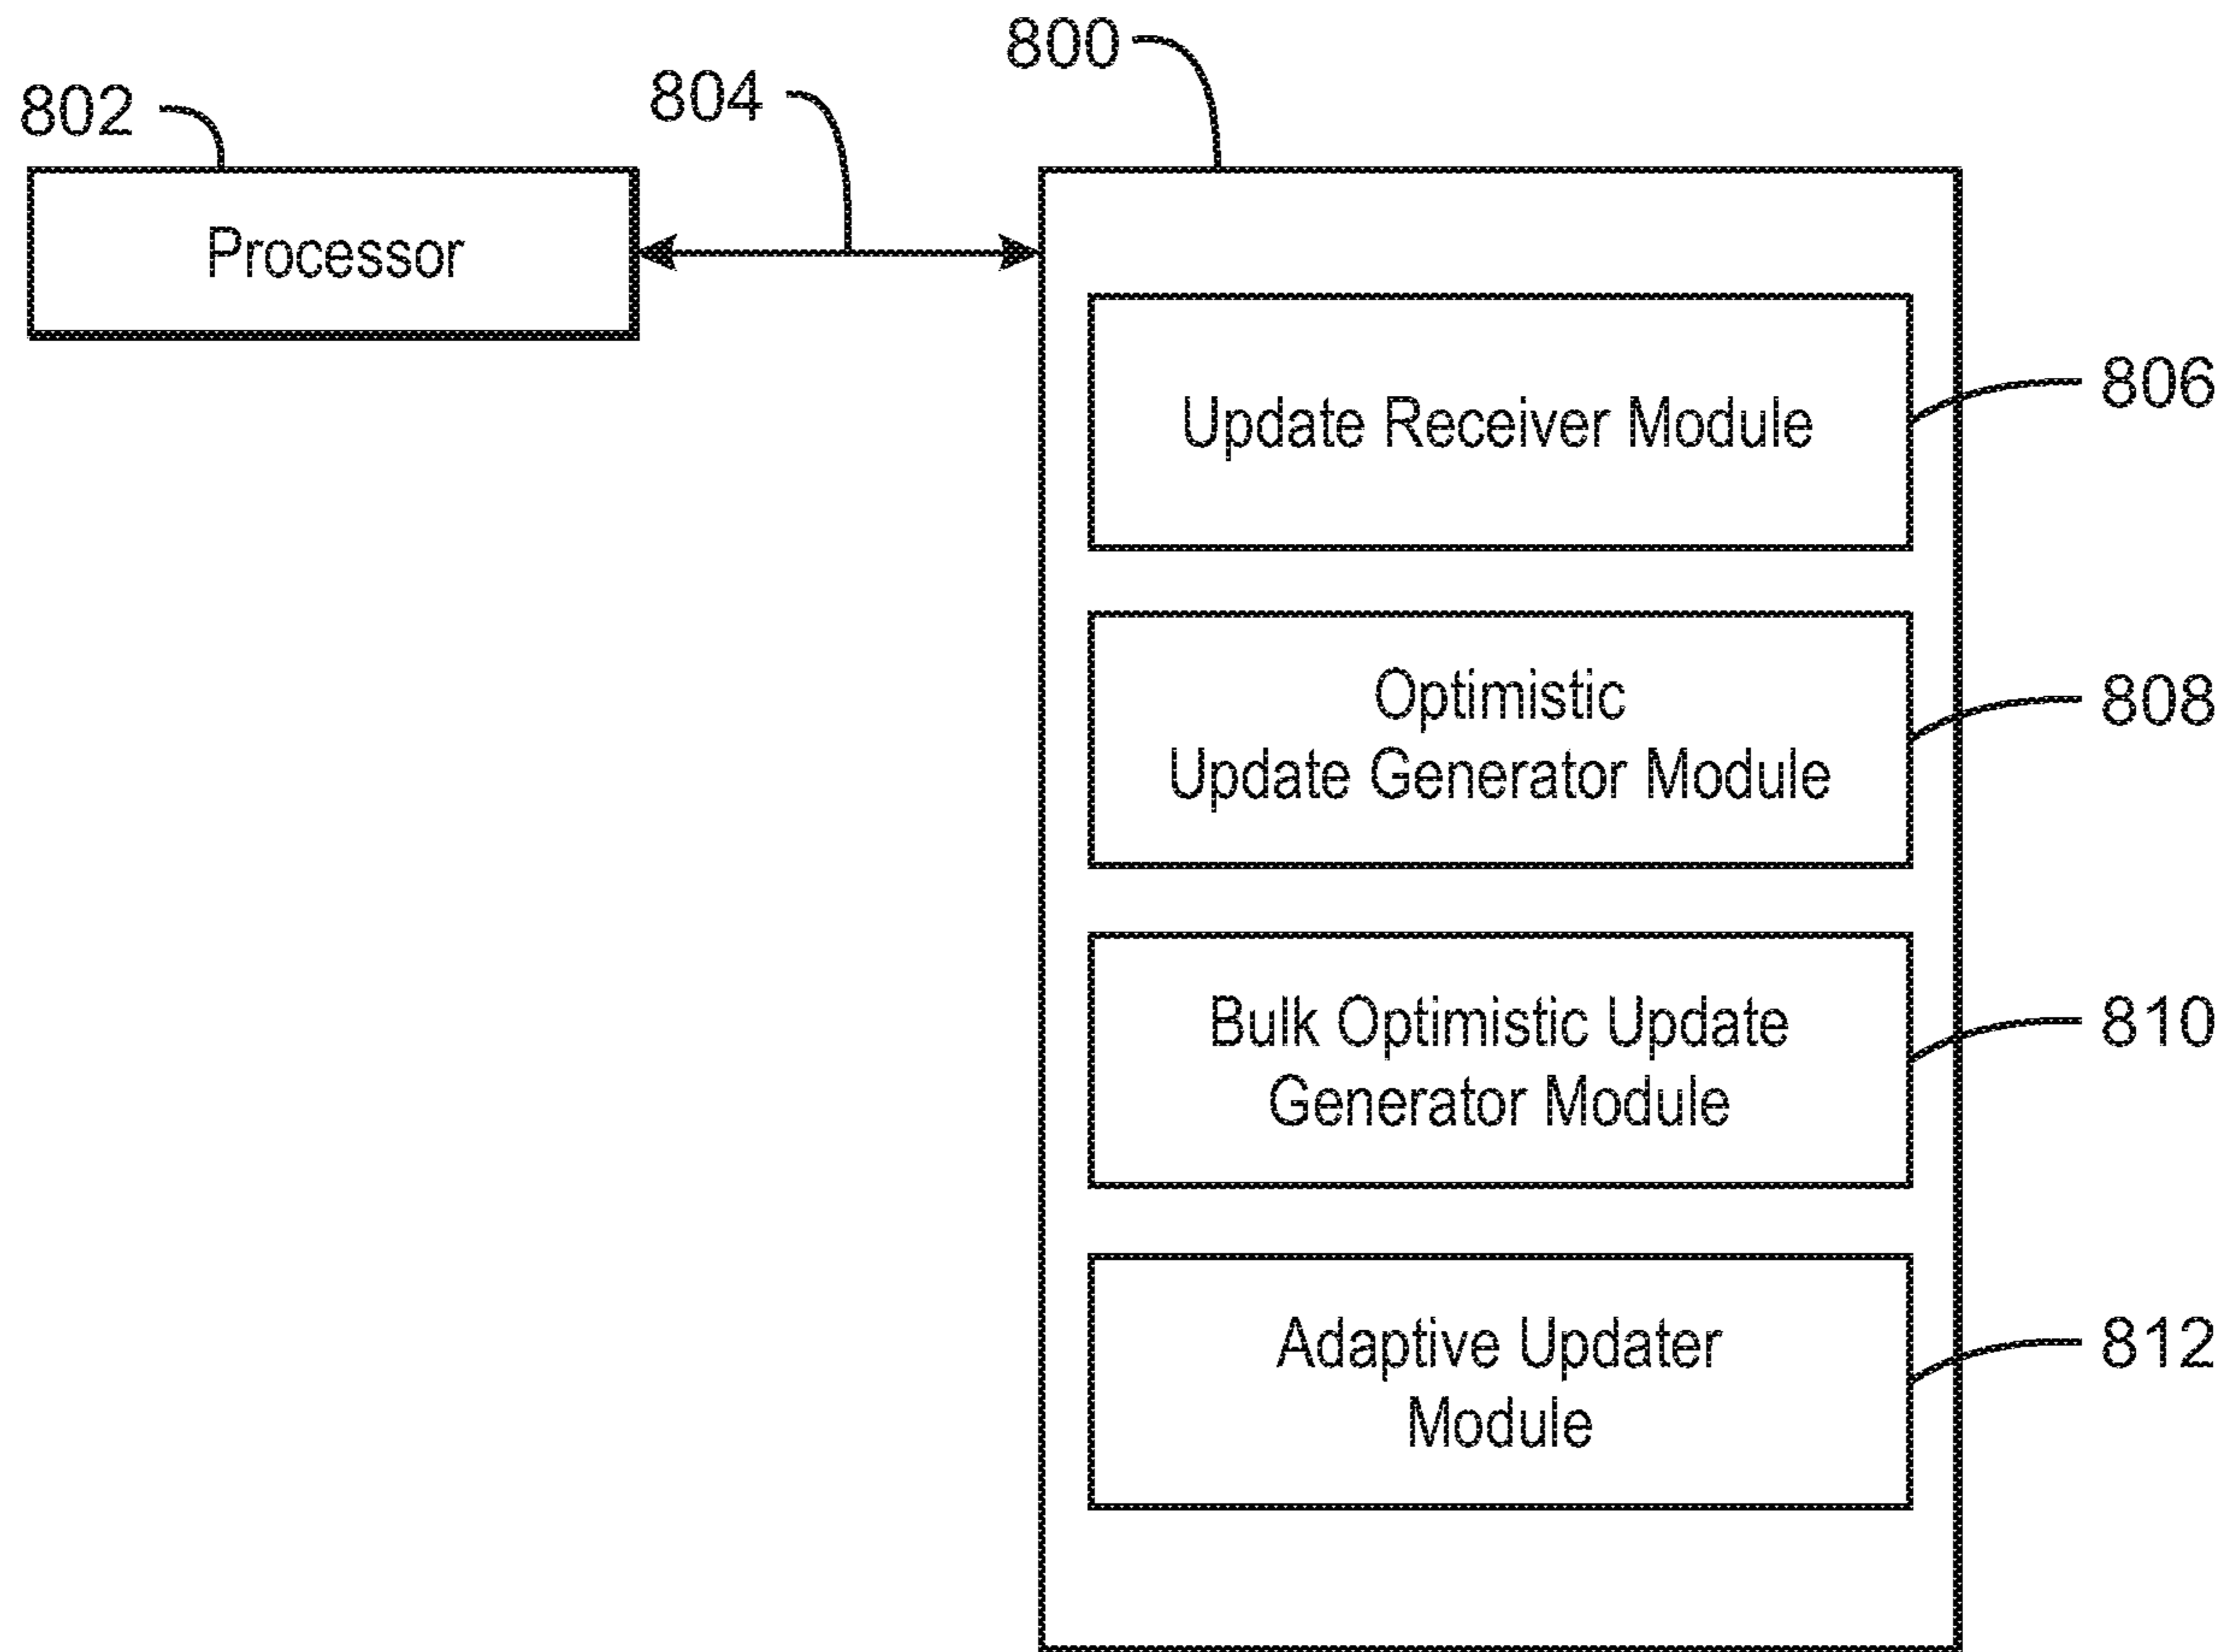 800
804
802
Processor
Update Receiver Module
806
Optimistic
Update Generator Module
808
Bulk Optimistic Update
Generator Module
810
Adaptive Updater
Module
812